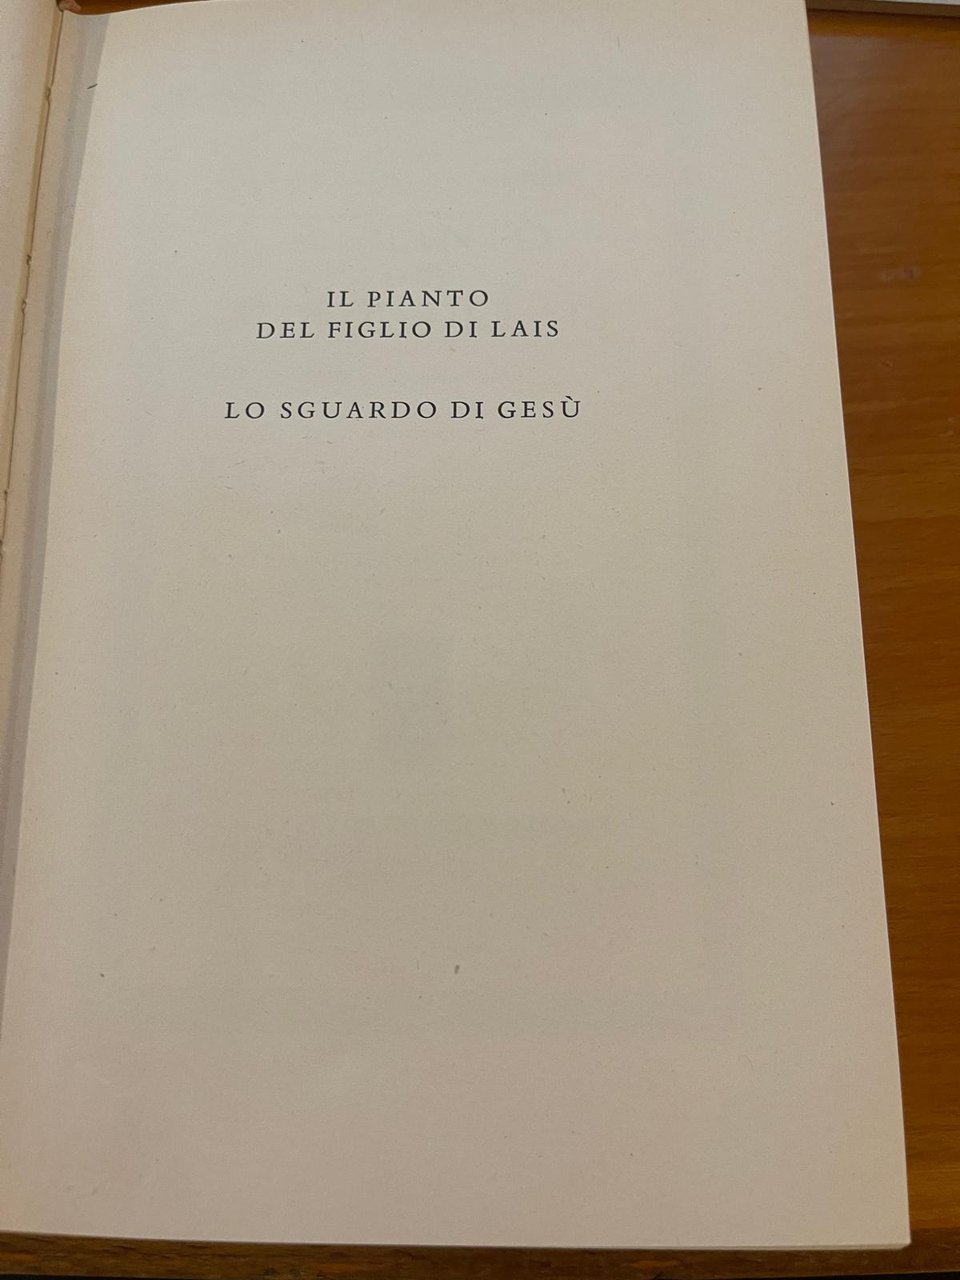 IL PIANTO
DEL FIGLIO DI LAIS
LO SGUARDO DI GESÙ